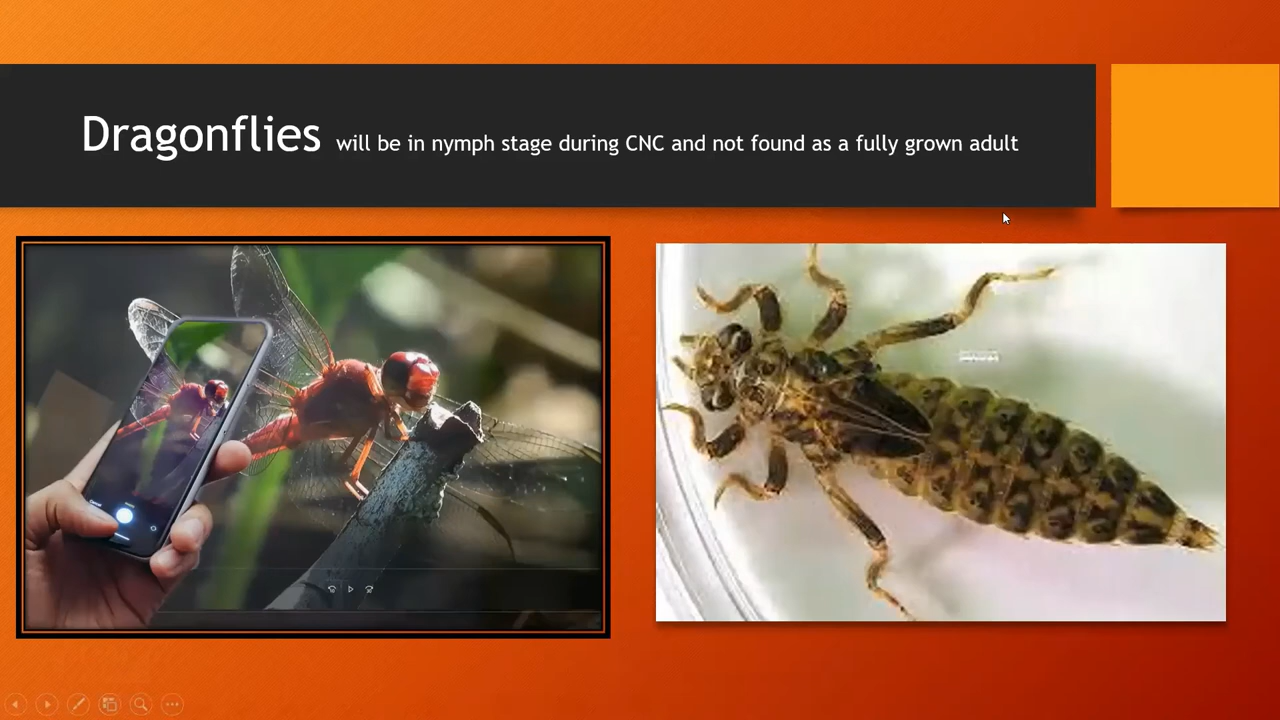 Dragonflies will be in nymph stage during CNC and not found as a fully grown adult